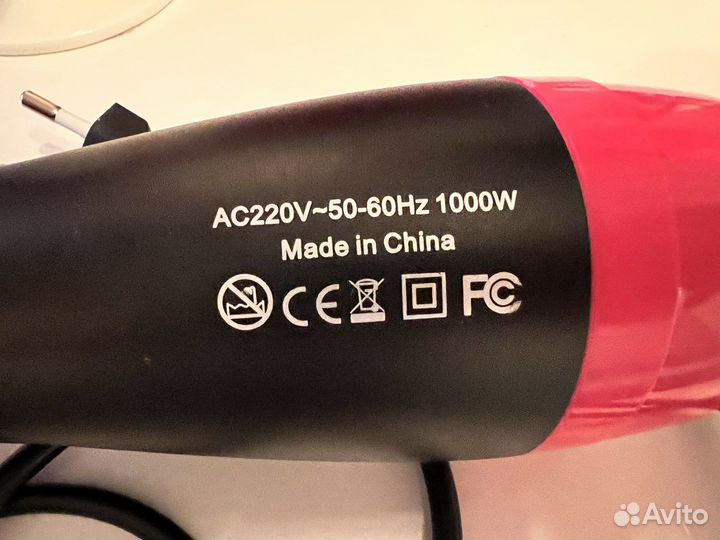 AC220V~50-60Hz 1000W
Made in China
CE FC
Avito